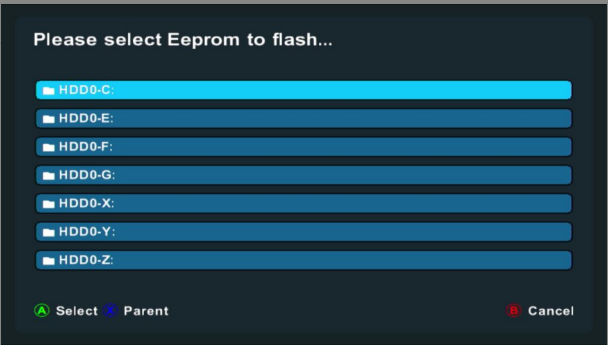 Please select Eeprom to flash...
HDD0-C:
HDD0-E:
HDD0-F:
HDD0-G:
HDD0-X:
HDD0-Y:
HDD0-Z:
A Select X Parent B Cancel